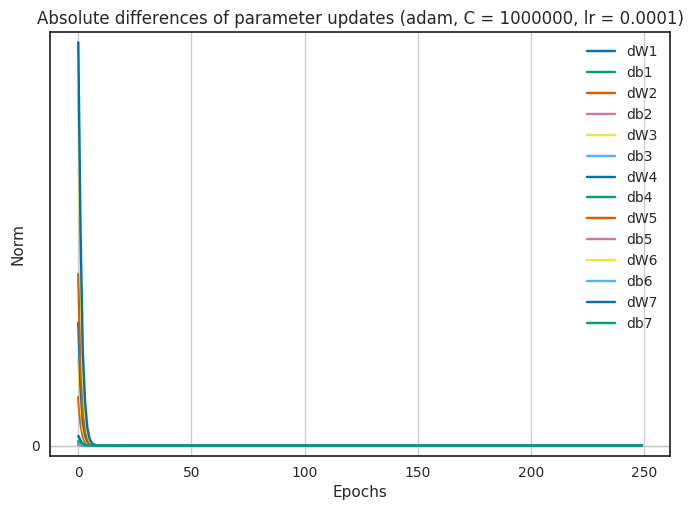 Absolute differences of parameter updates (adam, C = 1000000, lr = 0.0001)
dW1
db1
dW2
db2
dW3
db3
dW4
db4
dW5
db5
dW6
db6
dW7
db7
Norm
0
0 50 100 150 200 250
Epochs